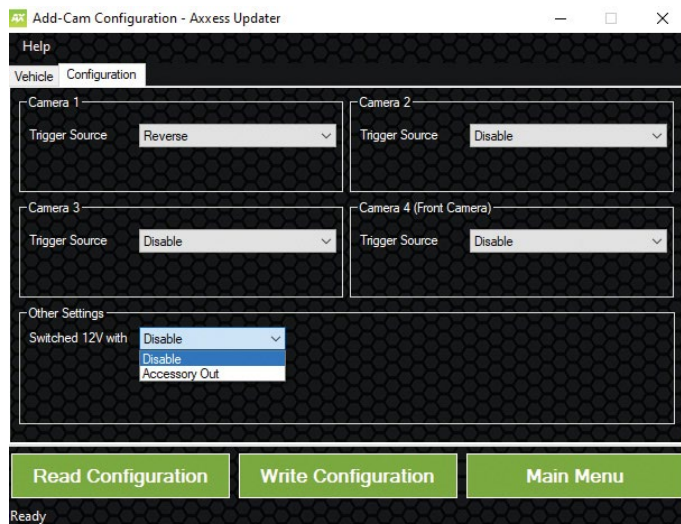 AX Add-Cam Configuration - Axxess Updater
Help
Vehicle Configuration
Camera 1
Trigger Source Reverse
Camera 2
Trigger Source Disable
Camera 3
Trigger Source Disable
Camera 4 (Front Camera)
Trigger Source Disable
Other Settings
Switched 12V with Disable
Disable
Accessory Out
Read Configuration Write Configuration Main Menu
Ready